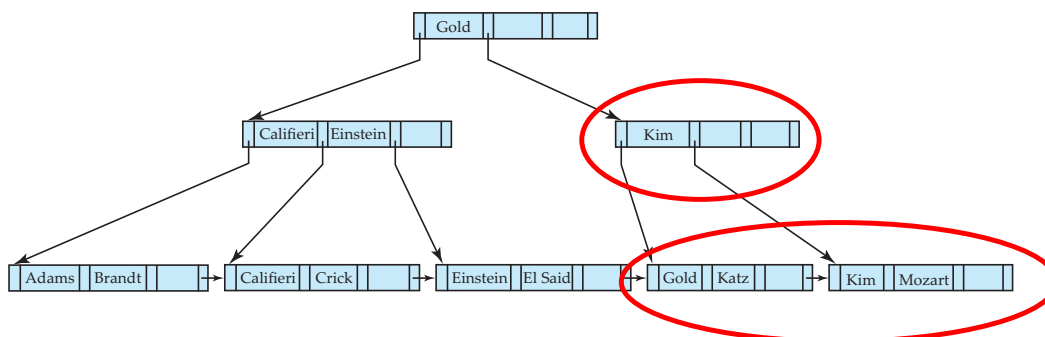 Gold
Califieri Einstein Kim
Adams Brandt Califieri Crick Einstein El Said Gold Katz Kim Mozart